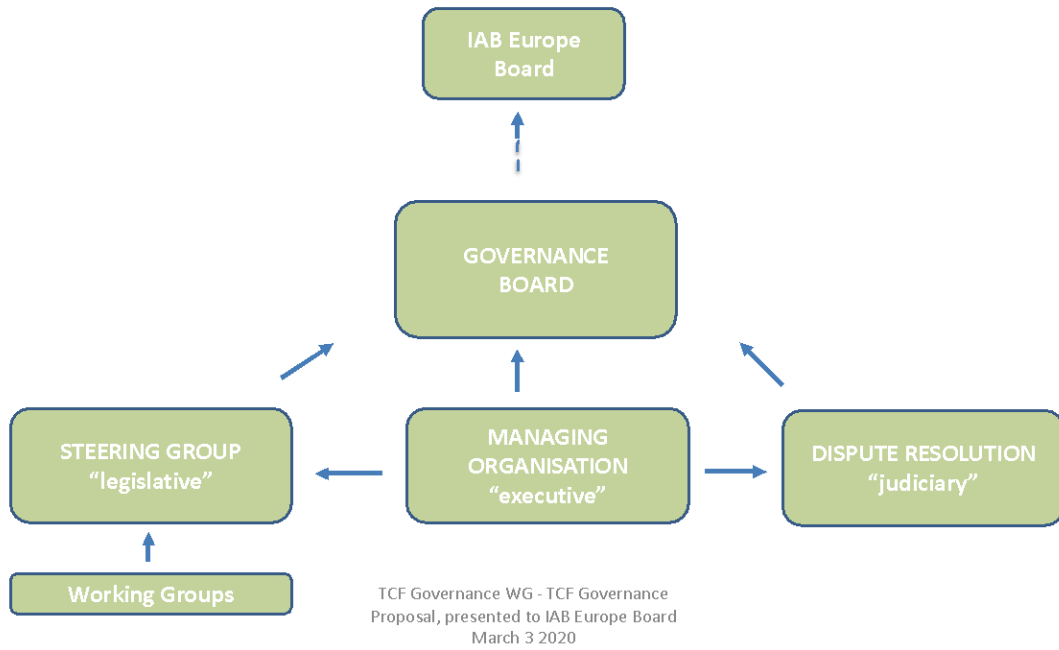 IAB Europe
Board
GOVERNANCE
BOARD
STEERING GROUP
“legislative”
MANAGING
ORGANISATION
“executive”
DISPUTE RESOLUTION
“judiciary”
Working Groups
TCF Governance WG - TCF Governance
Proposal, presented to IAB Europe Board
March 3 2020